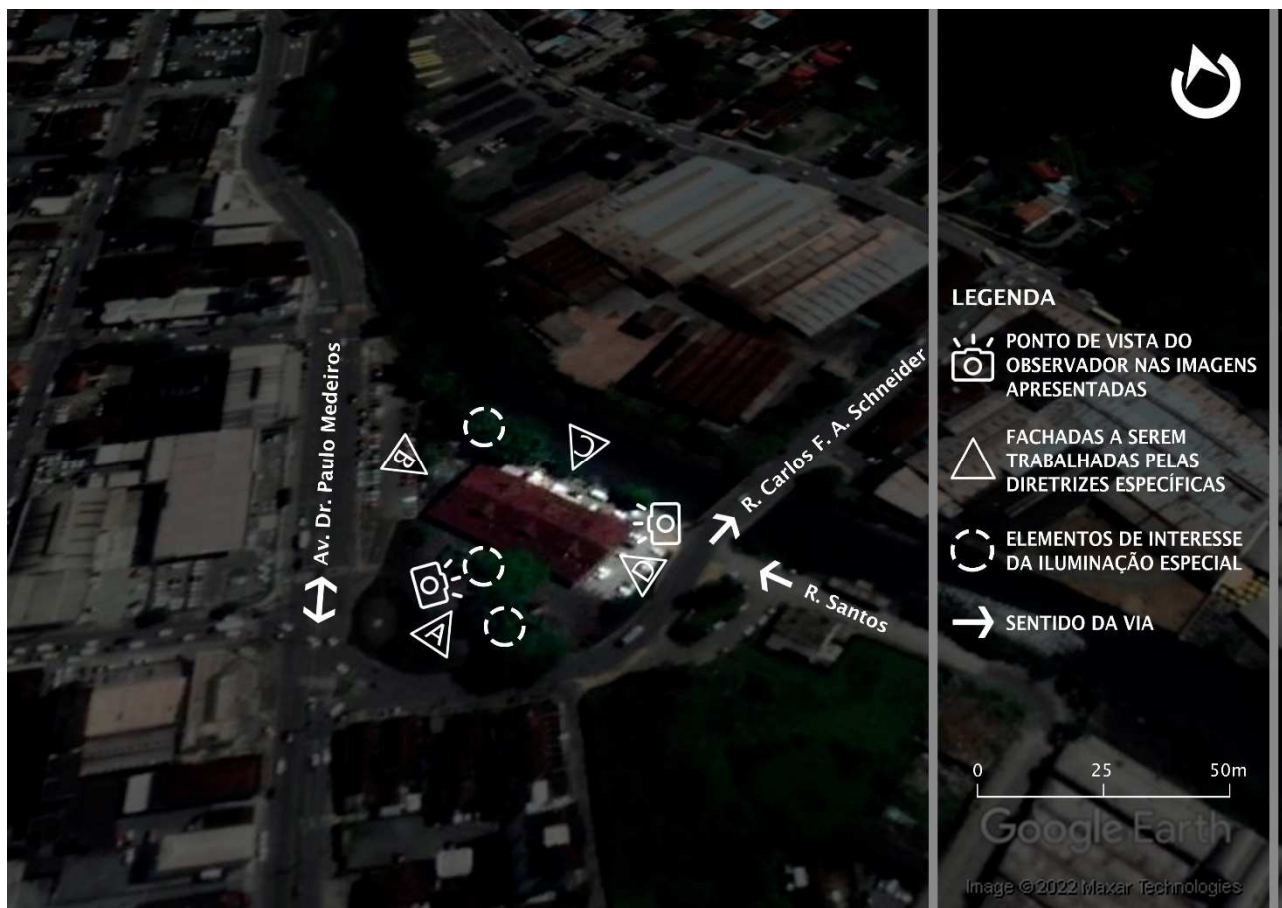 Av. Dr. Paulo Medeiros
B
C
A
D
R. Carlos F. A. Schneider
R. Santos
LEGENDA
PONTO DE VISTA DO
OBSERVADOR NAS IMAGENS
APRESENTADAS
FACHADAS A SEREM
TRABALHADAS PELAS
DIRETRIZES ESPECÍFICAS
ELEMENTOS DE INTERESSE
DA ILUMINAÇÃO ESPECIAL
SENTIDO DA VIA
0 25 50m
Google Earth
Image © 2022 Maxar Technologies